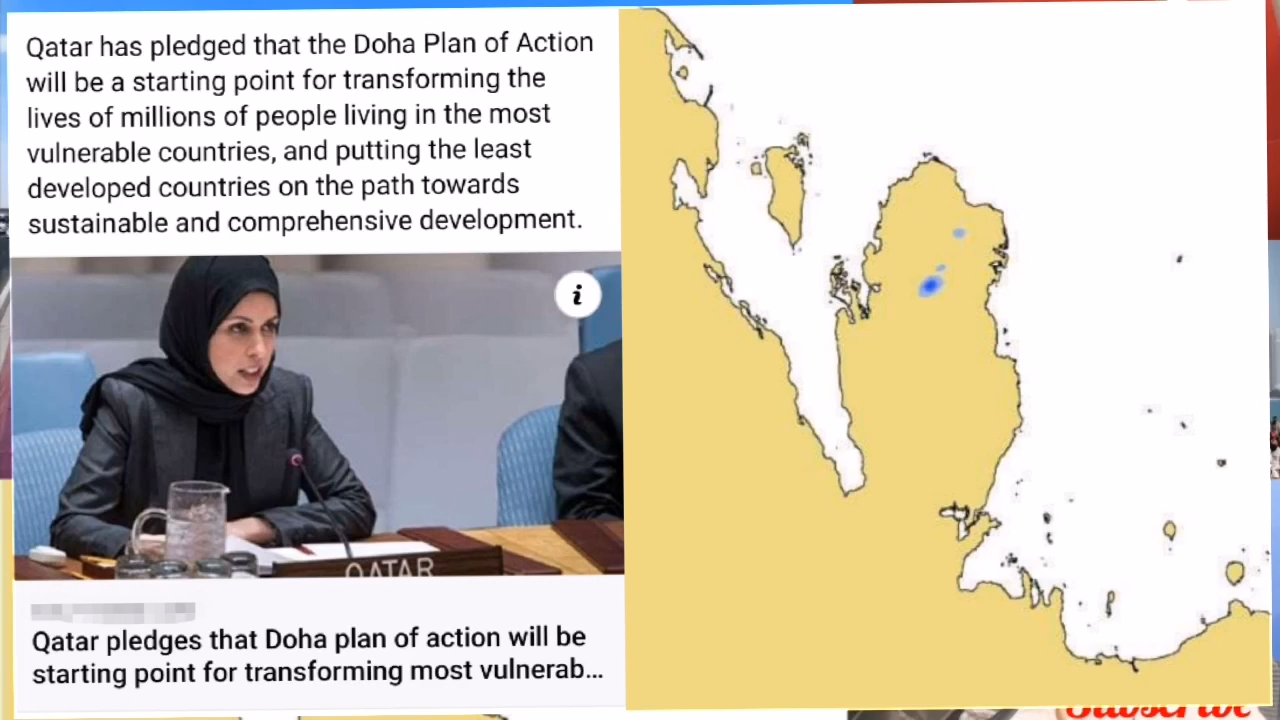 Qatar has pledged that the Doha Plan of Action
will be a starting point for transforming the
lives of millions of people living in the most
vulnerable countries, and putting the least
developed countries on the path towards
sustainable and comprehensive development.
i
QATAR
Qatar pledges that Doha plan of action will be
starting point for transforming most vulnerab...
Subscribe